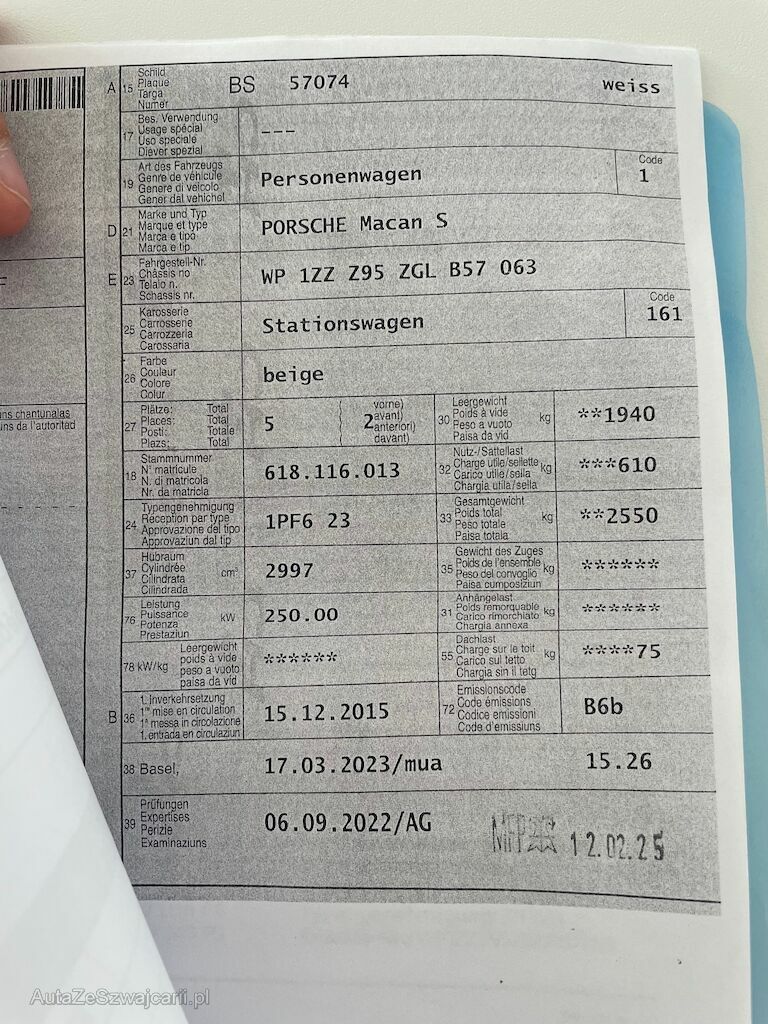 A 15 Schild
Plaque
Targa
Numer
BS 57074 weiss
17 Bes. Verwendung
Usage spécial
Uso speciale
Diever spezial
---
19 Art des Fahrzeugs
Genre de véhicule
Genere di veicolo
Gener dal vehichel
Personenwagen
Code
1
D 21 Marke und Typ
Marque et type
Marca e tipo
Marca e tip
PORSCHE Macan S
E 23 Fahrgestell-Nr.
Châssis no
Telaio n.
Schassis nr.
WP 1ZZ Z95 ZGL B57 063
25 Karosserie
Carrosserie
Carrozzeria
Carossaria
Stationswagen
Code
161
26 Farbe
Couleur
Colore
Colur
beige
ns chantunalas
uns da l'autoritad
27 Plätze: Total
Places: Total
Posti: Totale
Plazs: Total
5
2
vorne)
avant)
anteriori)
davant)
30 Leergewicht
Poids à vide
Peso a vuoto
Paisa da vid
kg
**1940
18 Stammnummer
N° matricule
N. di matricola
Nr. da matricla
618.116.013
32 Nutz-/Sattellast
Charge utile/sellette
Carico utile/sella
Chargia utila/sella
kg
***610
24 Typengenehmigung
Réception par type
Approvazione del tipo
Approvaziun dal tip
1PF6 23
33 Gesamtgewicht
Poids total
Peso totale
Paisa totala
kg
**2550
37 Hubraum
Cylindrée
Cilindrata
Cilindrada
cm³
2997
35 Gewicht des Zuges
Poids de l'ensemble
Peso del convoglio
Paisa cumposiziun
kg
******
76 Leistung
Puissance
Potenza
Prestaziun
kW
250.00
31 Anhängelast
Poids remorquable
Carico rimorchiato
Chargia annexa
kg
******
78 kW/kg
Leergewicht
poids à vide
peso a vuoto
paisa da vid
******
55 Dachlast
Charge sur le toit
Carico sul tetto
Chargia sin il tetg
kg
****75
B 36 1. Inverkehrsetzung
1re mise en circulation
1a messa in circolazione
1. entrada en circulaziun
15.12.2015
72 Emissionscode
Code émissions
Codice emissioni
Code d'emissiuns
B6b
38 Basel, 17.03.2023/mua 15.26
39 Prüfungen
Expertises
Perizie
Examinaziuns
06.09.2022/AG
MFP 12.02.25
AutaZeSzwajcarii.pl